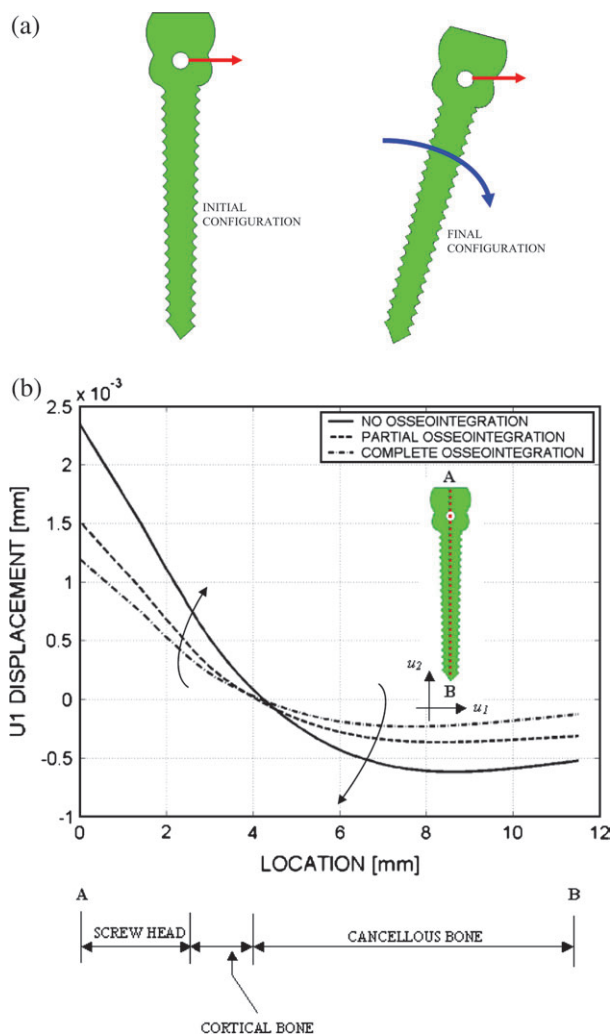 (a)
INITIAL
CONFIGURATION
FINAL
CONFIGURATION
(b)
x 10⁻³
2.5
2
1.5
1
0.5
0
-0.5
-1
U1 DISPLACEMENT [mm]
NO OSSEOINTEGRATION
PARTIAL OSSEOINTEGRATION
COMPLETE OSSEOINTEGRATION
A
u₂
B
u₁
0 2 4 6 8 10 12
LOCATION [mm]
A B
SCREW HEAD CANCELLOUS BONE
CORTICAL BONE